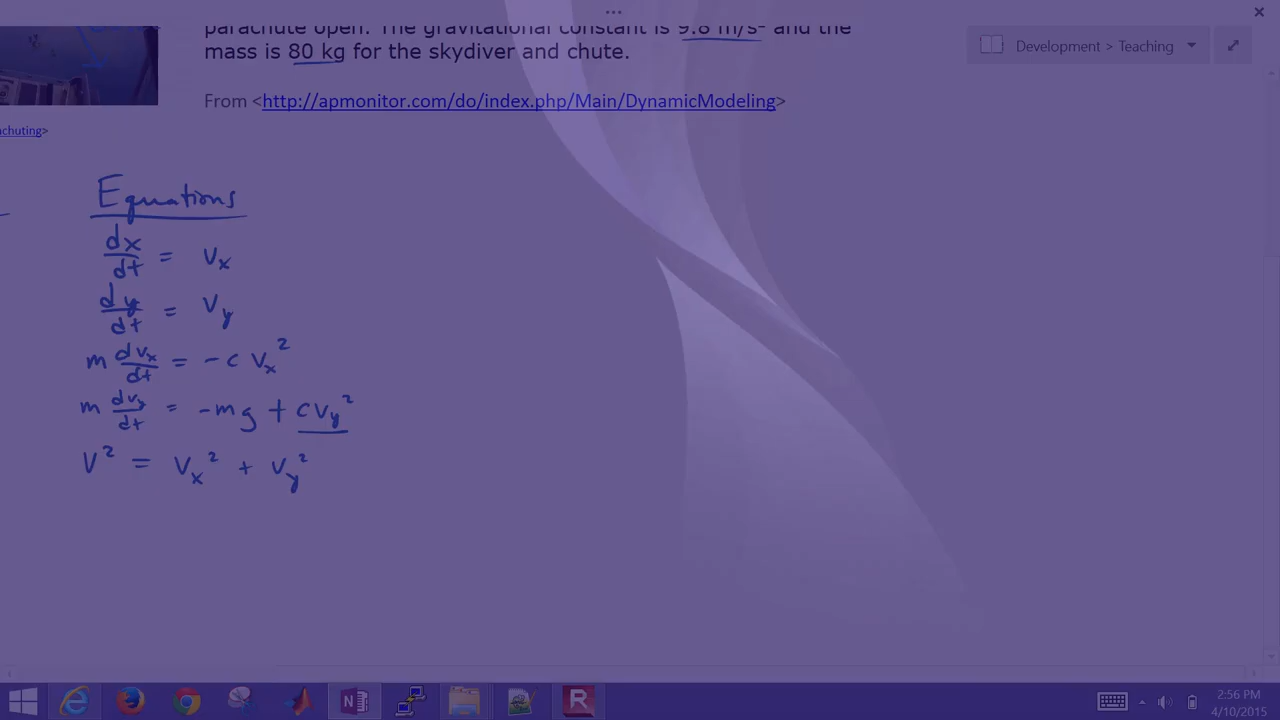 parachute open. The gravitational constant is 9.8 m/s² and the
mass is 80 kg for the skydiver and chute.
Development > Teaching
From <http://apmonitor.com/do/index.php/Main/DynamicModeling>
achuting>
Equations
dx/dt = Vx
dy/dt = Vy
m dvx/dt = -c Vx²
m dvy/dt = -mg + cVy²
V² = Vx² + Vy²
2:56 PM
4/10/2015